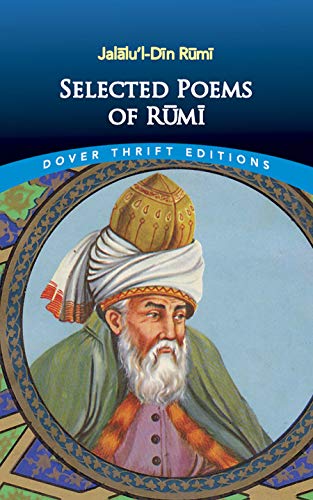 Jalālu'l-Dīn Rūmī
SELECTED POEMS
OF RŪMĪ
DOVER THRIFT EDITIONS